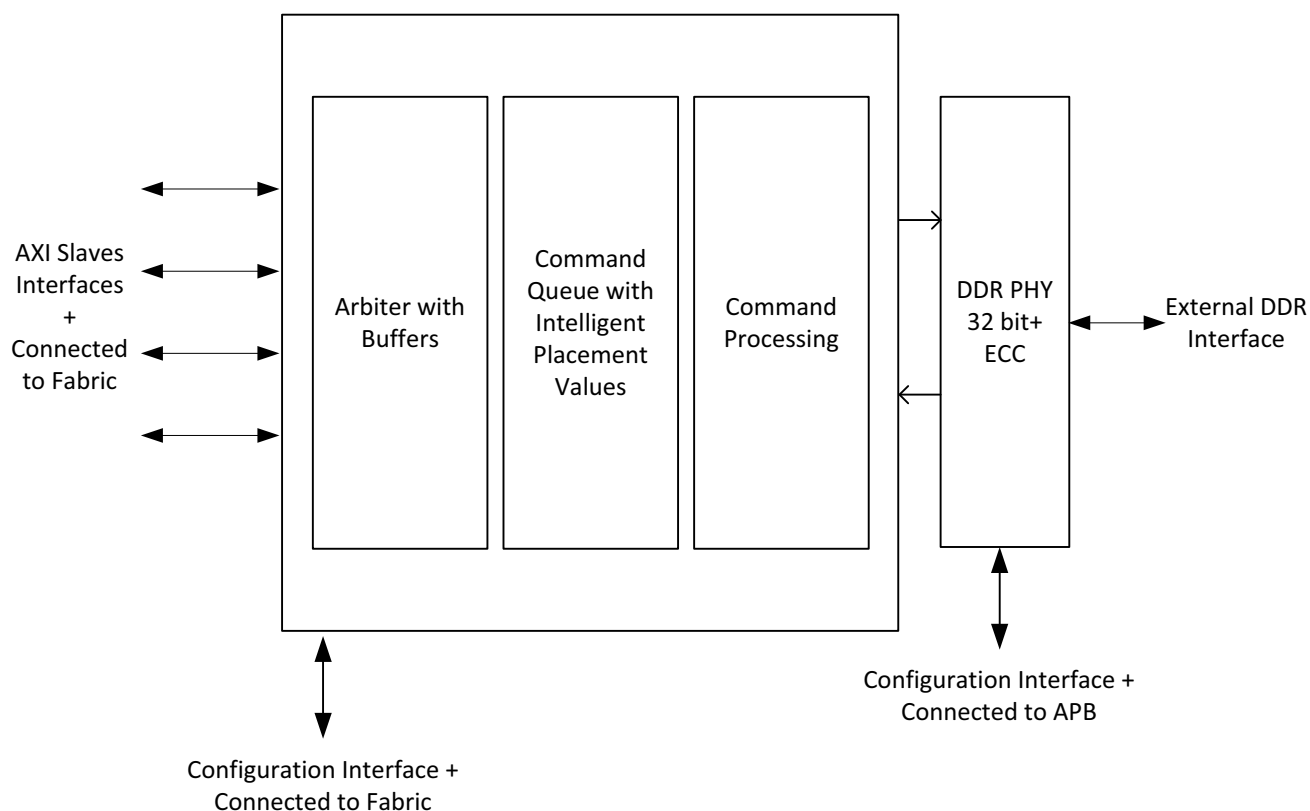 AXI Slaves
Interfaces
+
Connected
to Fabric
Arbiter with
Buffers
Command
Queue with
Intelligent
Placement
Values
Command
Processing
DDR PHY
32 bit+
ECC
External DDR
Interface
Configuration Interface +
Connected to APB
Configuration Interface +
Connected to Fabric